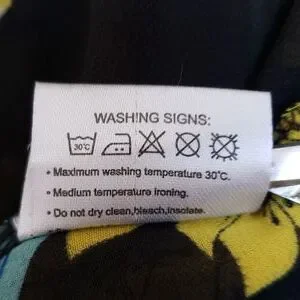 WASHING SIGNS:
30°C
• Maximum washing temperature 30°C.
• Medium temperature ironing.
• Do not dry clean,bleach,insolate.